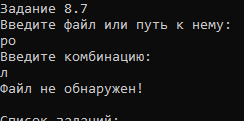 Задание 8.7
Введите файл или путь к нему:
ро
Введите комбинацию:
л
Файл не обнаружен!
Список заданий: